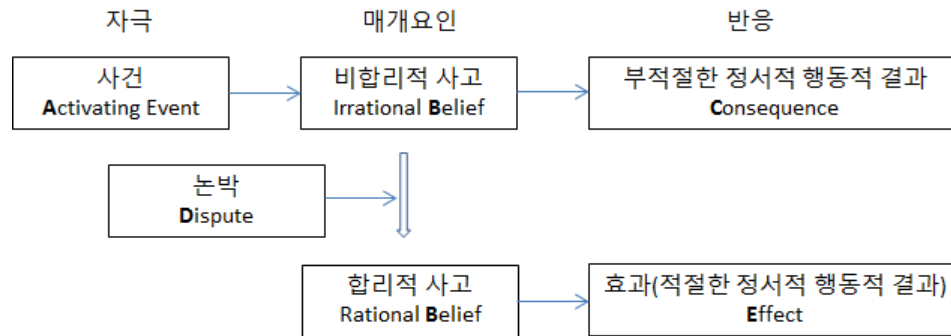 자극 매개요인 반응
사건 비합리적 사고 부적절한 정서적 행동적 결과
Activating Event Irrational Belief Consequence
논박
Dispute
합리적 사고 효과(적절한 정서적 행동적 결과)
Rational Belief Effect